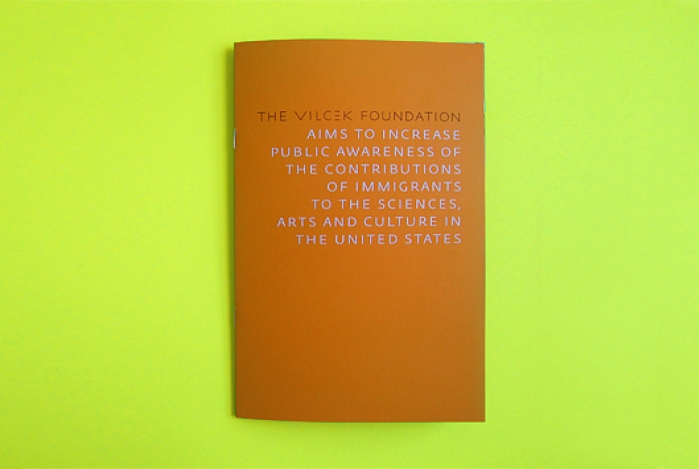 THE VILCEK FOUNDATION
AIMS TO INCREASE
PUBLIC AWARENESS OF
THE CONTRIBUTIONS
OF IMMIGRANTS
TO THE SCIENCES,
ARTS AND CULTURE IN
THE UNITED STATES